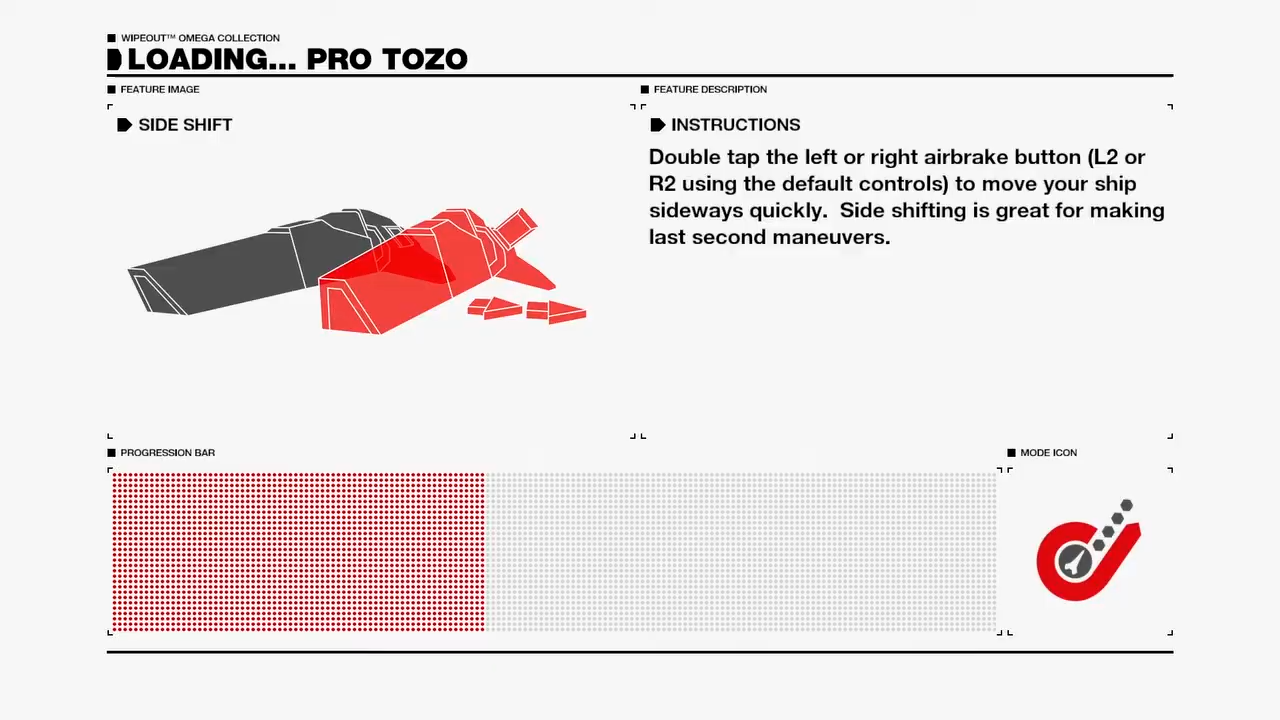 WIPEOUT™ OMEGA COLLECTION
LOADING... PRO TOZO
FEATURE IMAGE
SIDE SHIFT
FEATURE DESCRIPTION
INSTRUCTIONS
Double tap the left or right airbrake button (L2 or
R2 using the default controls) to move your ship
sideways quickly.  Side shifting is great for making
last second maneuvers.
PROGRESSION BAR
MODE ICON